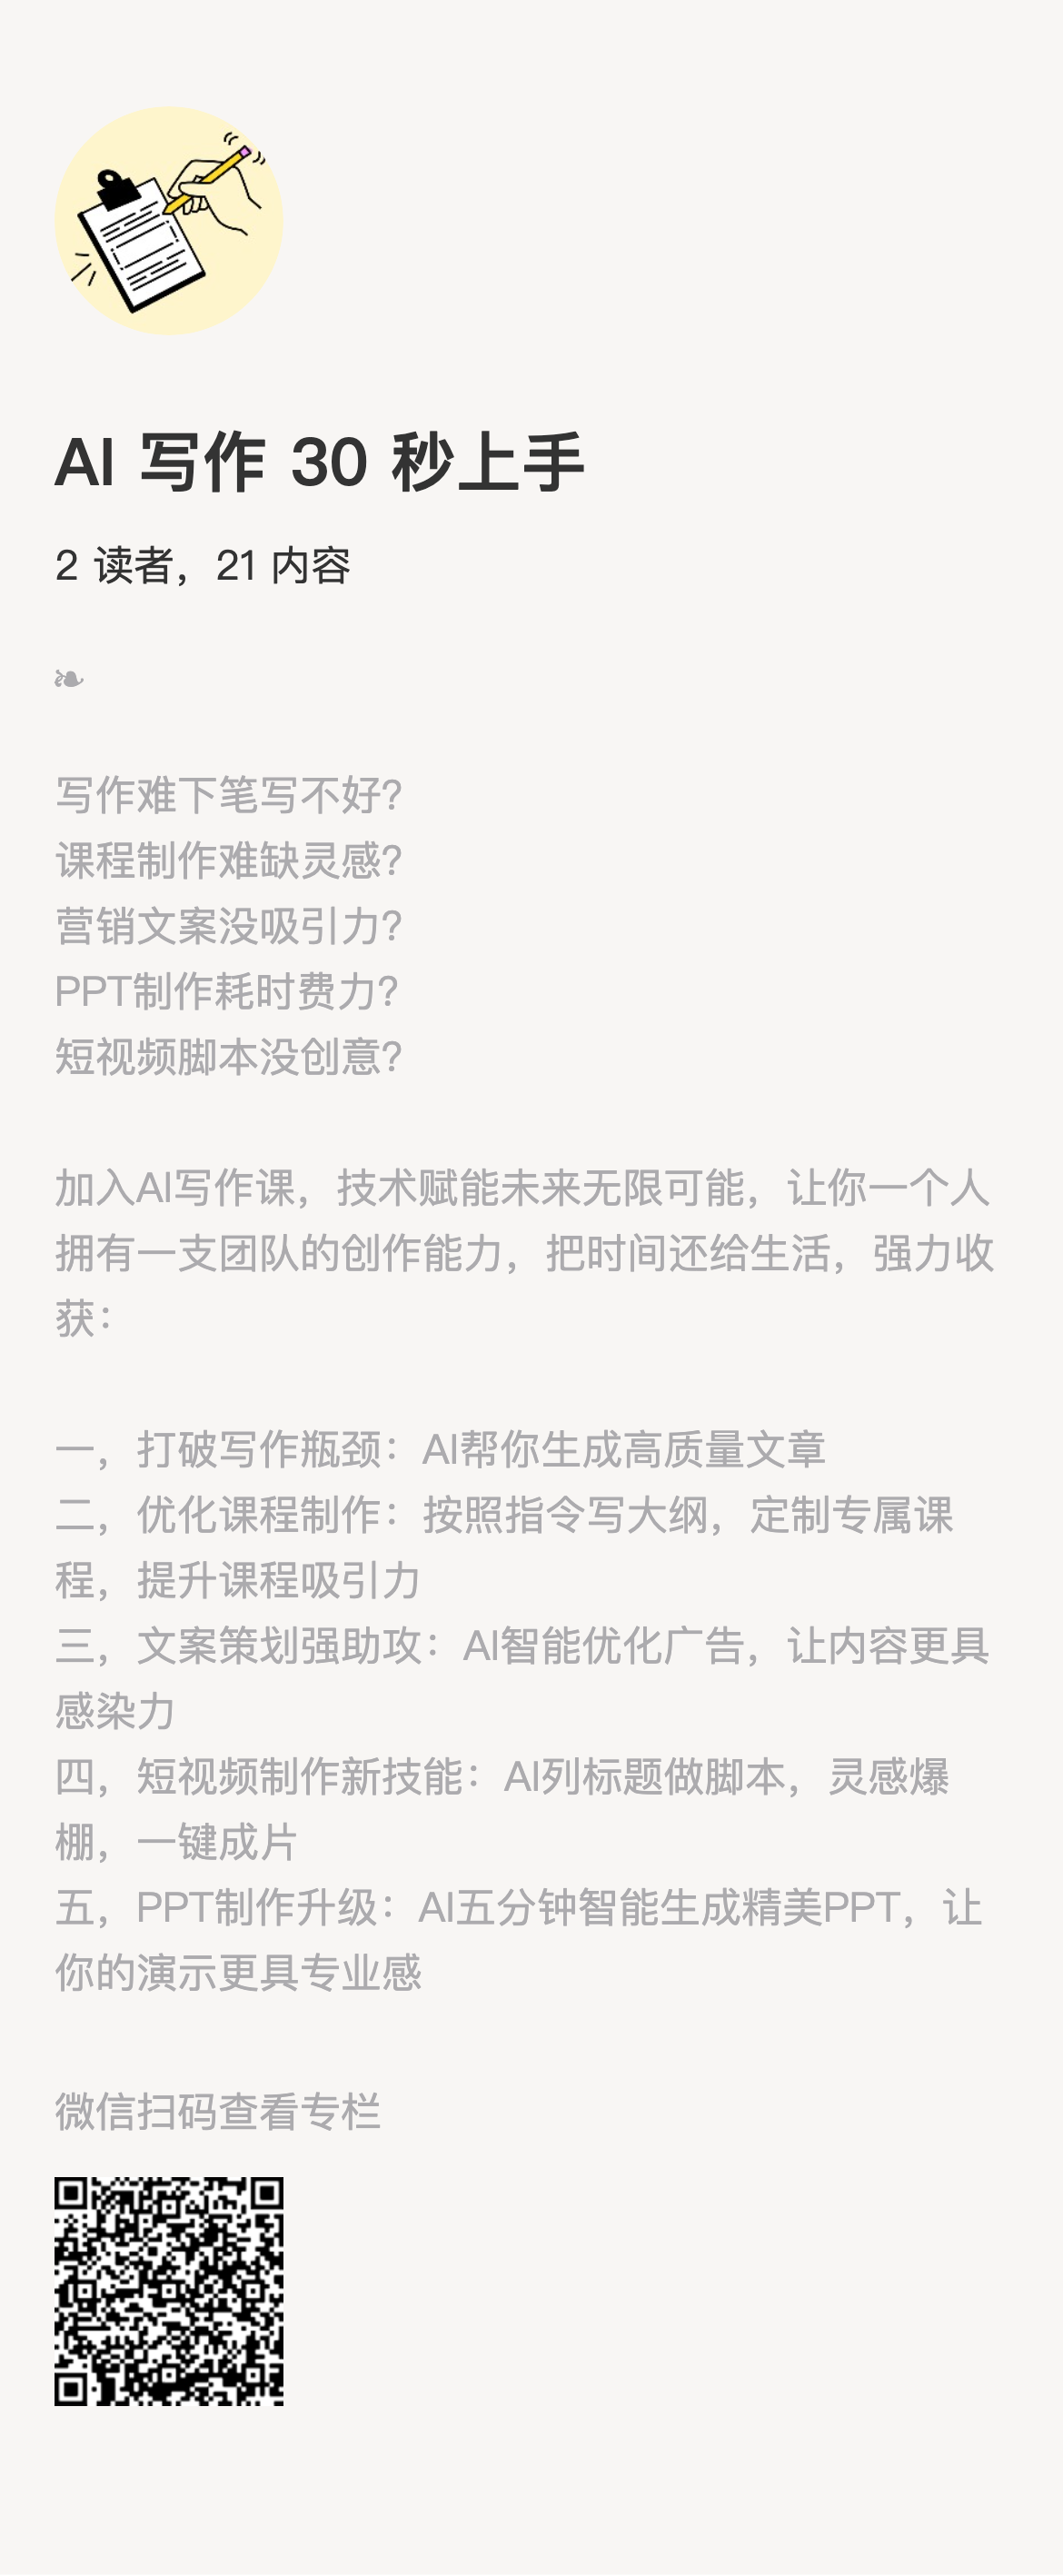 AI 写作 30 秒上手
2 读者，21 内容
❧
写作难下笔写不好？
课程制作难缺灵感？
营销文案没吸引力？
PPT制作耗时费力？
短视频脚本没创意？
加入AI写作课，技术赋能未来无限可能，让你一个人
拥有一支团队的创作能力，把时间还给生活，强力收
获：
一，打破写作瓶颈：AI帮你生成高质量文章
二，优化课程制作：按照指令写大纲，定制专属课
程，提升课程吸引力
三，文案策划强助攻：AI智能优化广告，让内容更具
感染力
四，短视频制作新技能：AI列标题做脚本，灵感爆
棚，一键成片
五，PPT制作升级：AI五分钟智能生成精美PPT，让
你的演示更具专业感
微信扫码查看专栏